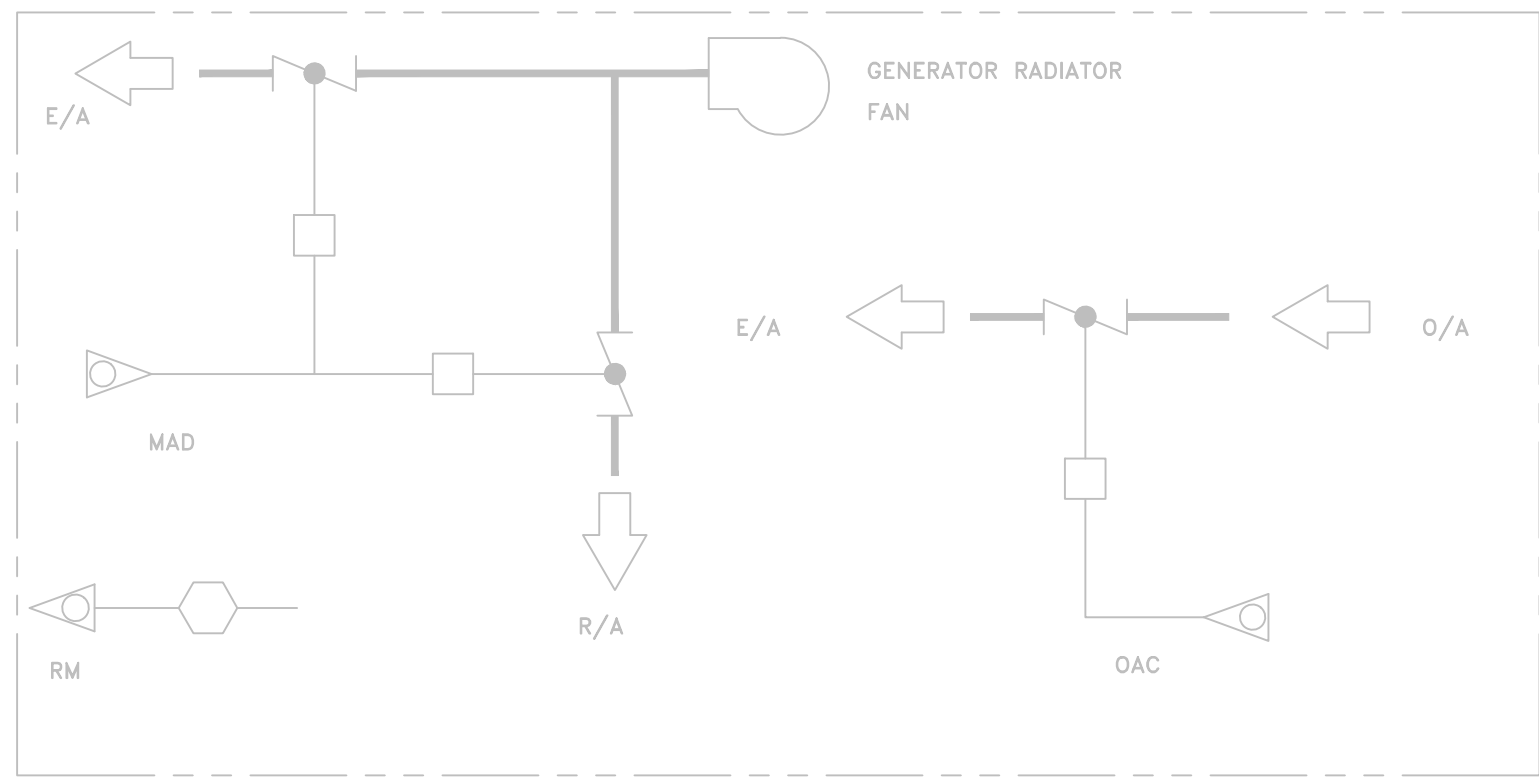 GENERATOR RADIATOR
FAN
E/A
E/A
O/A
MAD
R/A
OAC
RM